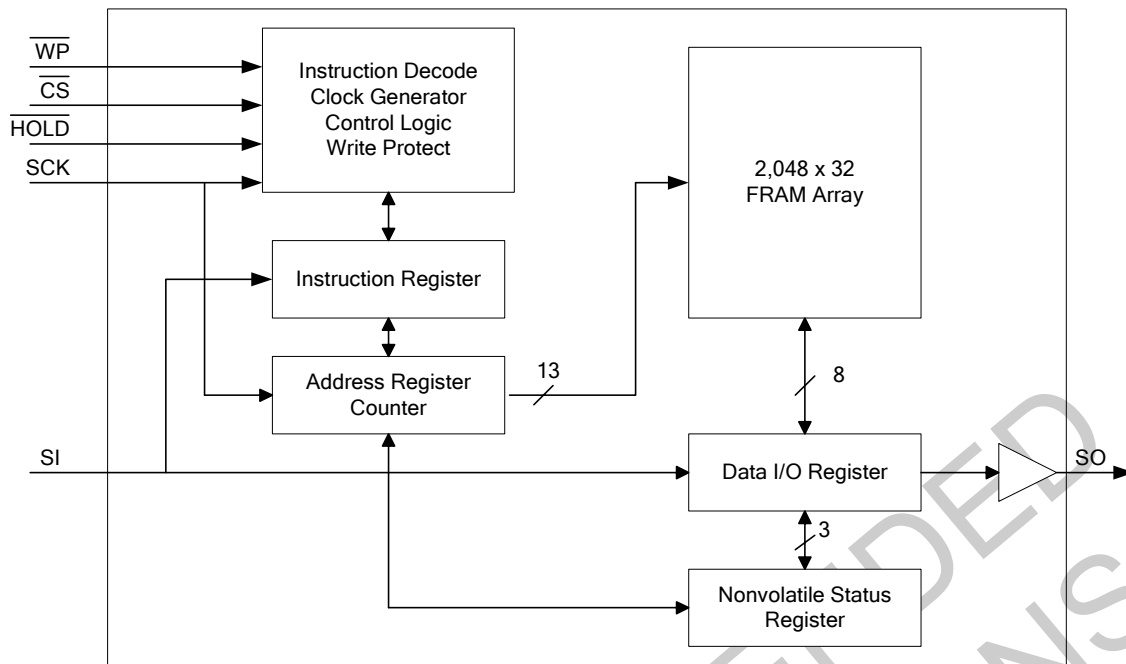 WP
CS
HOLD
SCK
Instruction Decode
Clock Generator
Control Logic
Write Protect
2,048 x 32
FRAM Array
Instruction Register
Address Register
Counter
13
8
SI
Data I/O Register
SO
3
Nonvolatile Status
Register